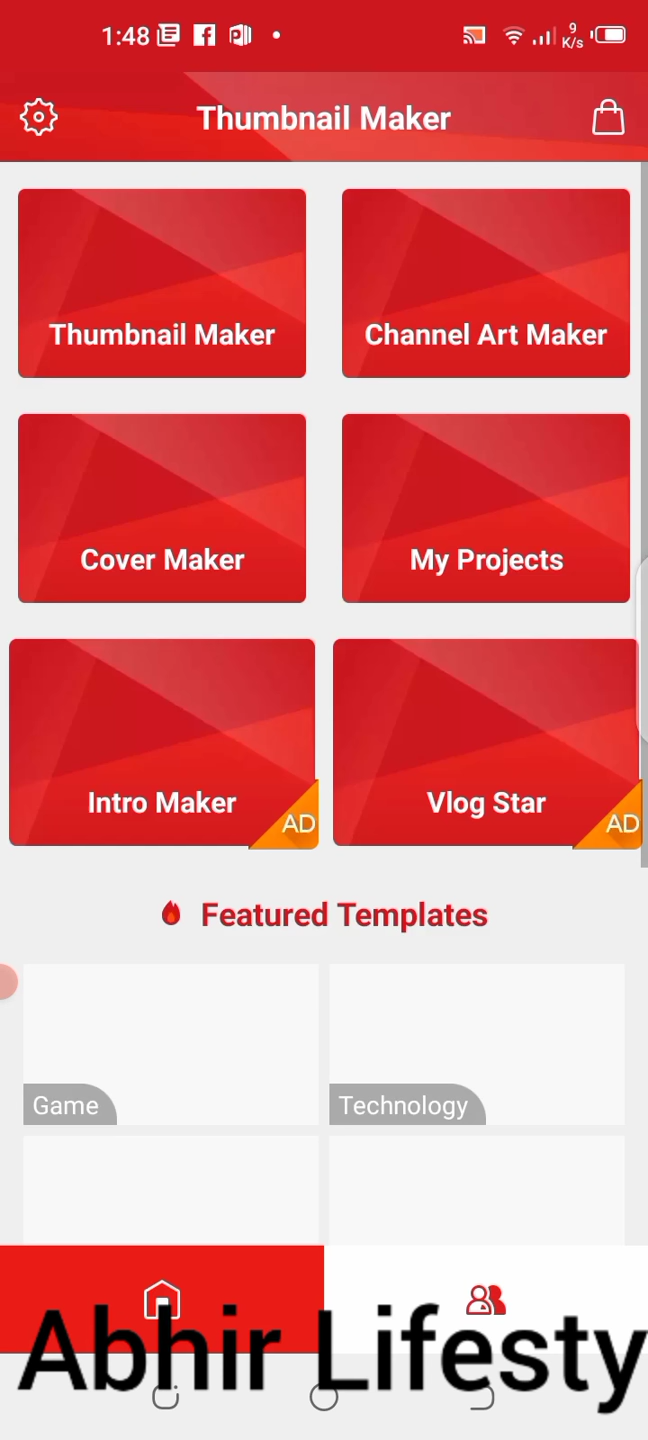 1:48
9
K/s
Thumbnail Maker
Thumbnail Maker
Channel Art Maker
Cover Maker
My Projects
Intro Maker
AD
Vlog Star
AD
Featured Templates
Game
Technology
Abhir Lifesty